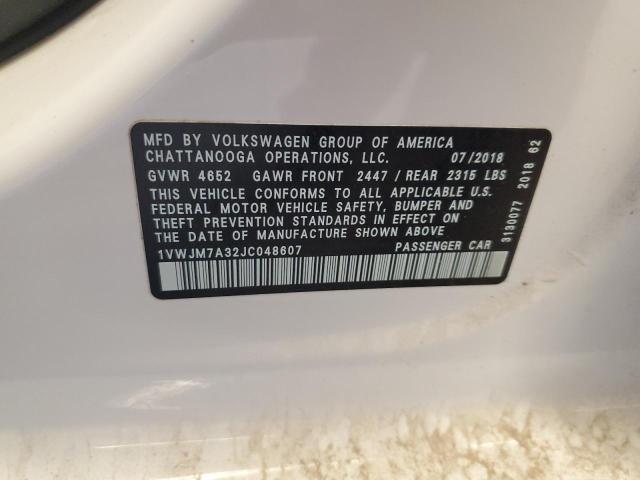 MFD BY VOLKSWAGEN GROUP OF AMERICA
CHATTANOOGA OPERATIONS, LLC. 07/2018
GVWR 4652 GAWR FRONT 2447 / REAR 2315 LBS
THIS VEHICLE CONFORMS TO ALL APPLICABLE U.S.
FEDERAL MOTOR VEHICLE SAFETY, BUMPER AND
THEFT PREVENTION STANDARDS IN EFFECT ON
THE DATE OF MANUFACTURE SHOWN ABOVE.
1VWJM7A32JC048607 PASSENGER CAR
3130077 2018 62